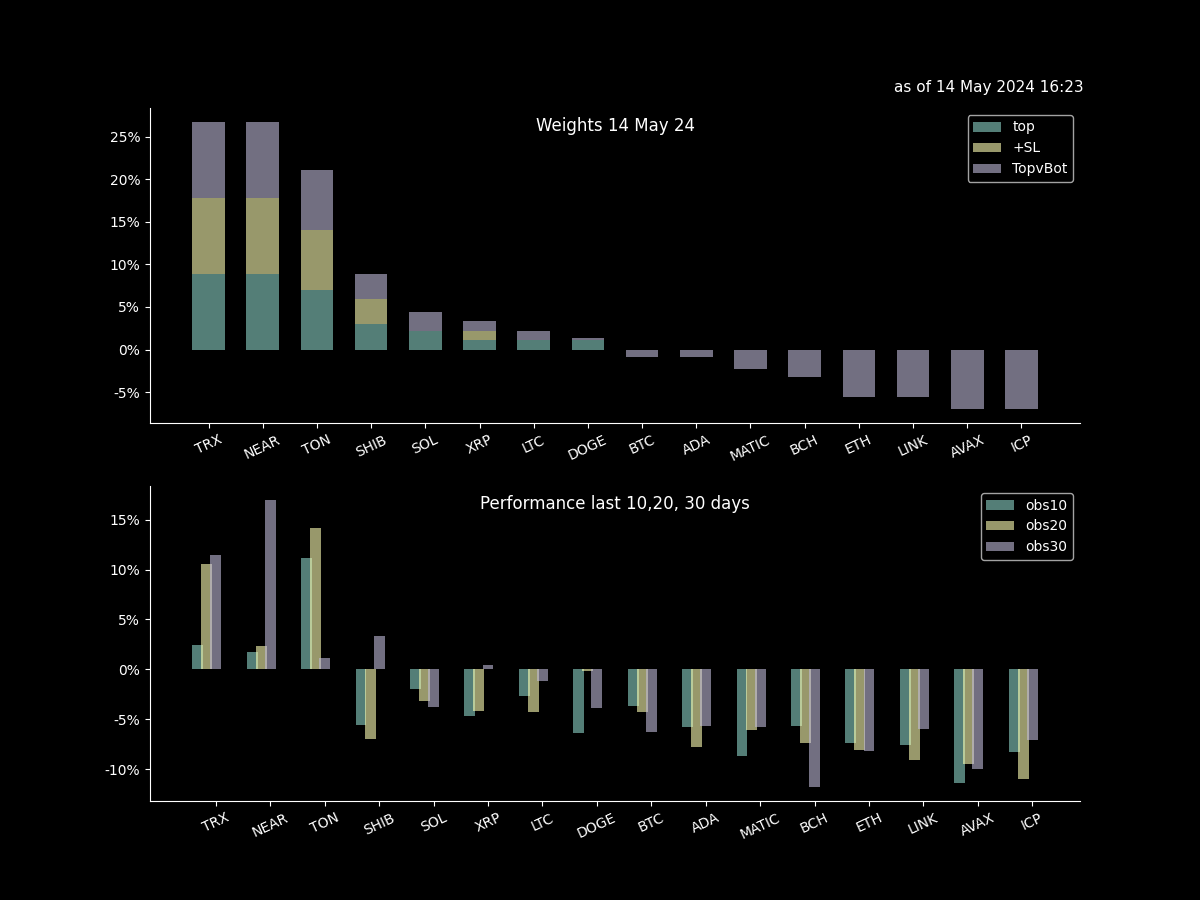 as of 14 May 2024 16:23
Weights 14 May 24
top
+SL
TopvBot
25%
20%
15%
10%
5%
0%
-5%
TRX NEAR TON SHIB SOL XRP LTC DOGE BTC ADA MATIC BCH ETH LINK AVAX ICP
Performance last 10,20, 30 days
obs10
obs20
obs30
15%
10%
5%
0%
-5%
-10%
TRX NEAR TON SHIB SOL XRP LTC DOGE BTC ADA MATIC BCH ETH LINK AVAX ICP